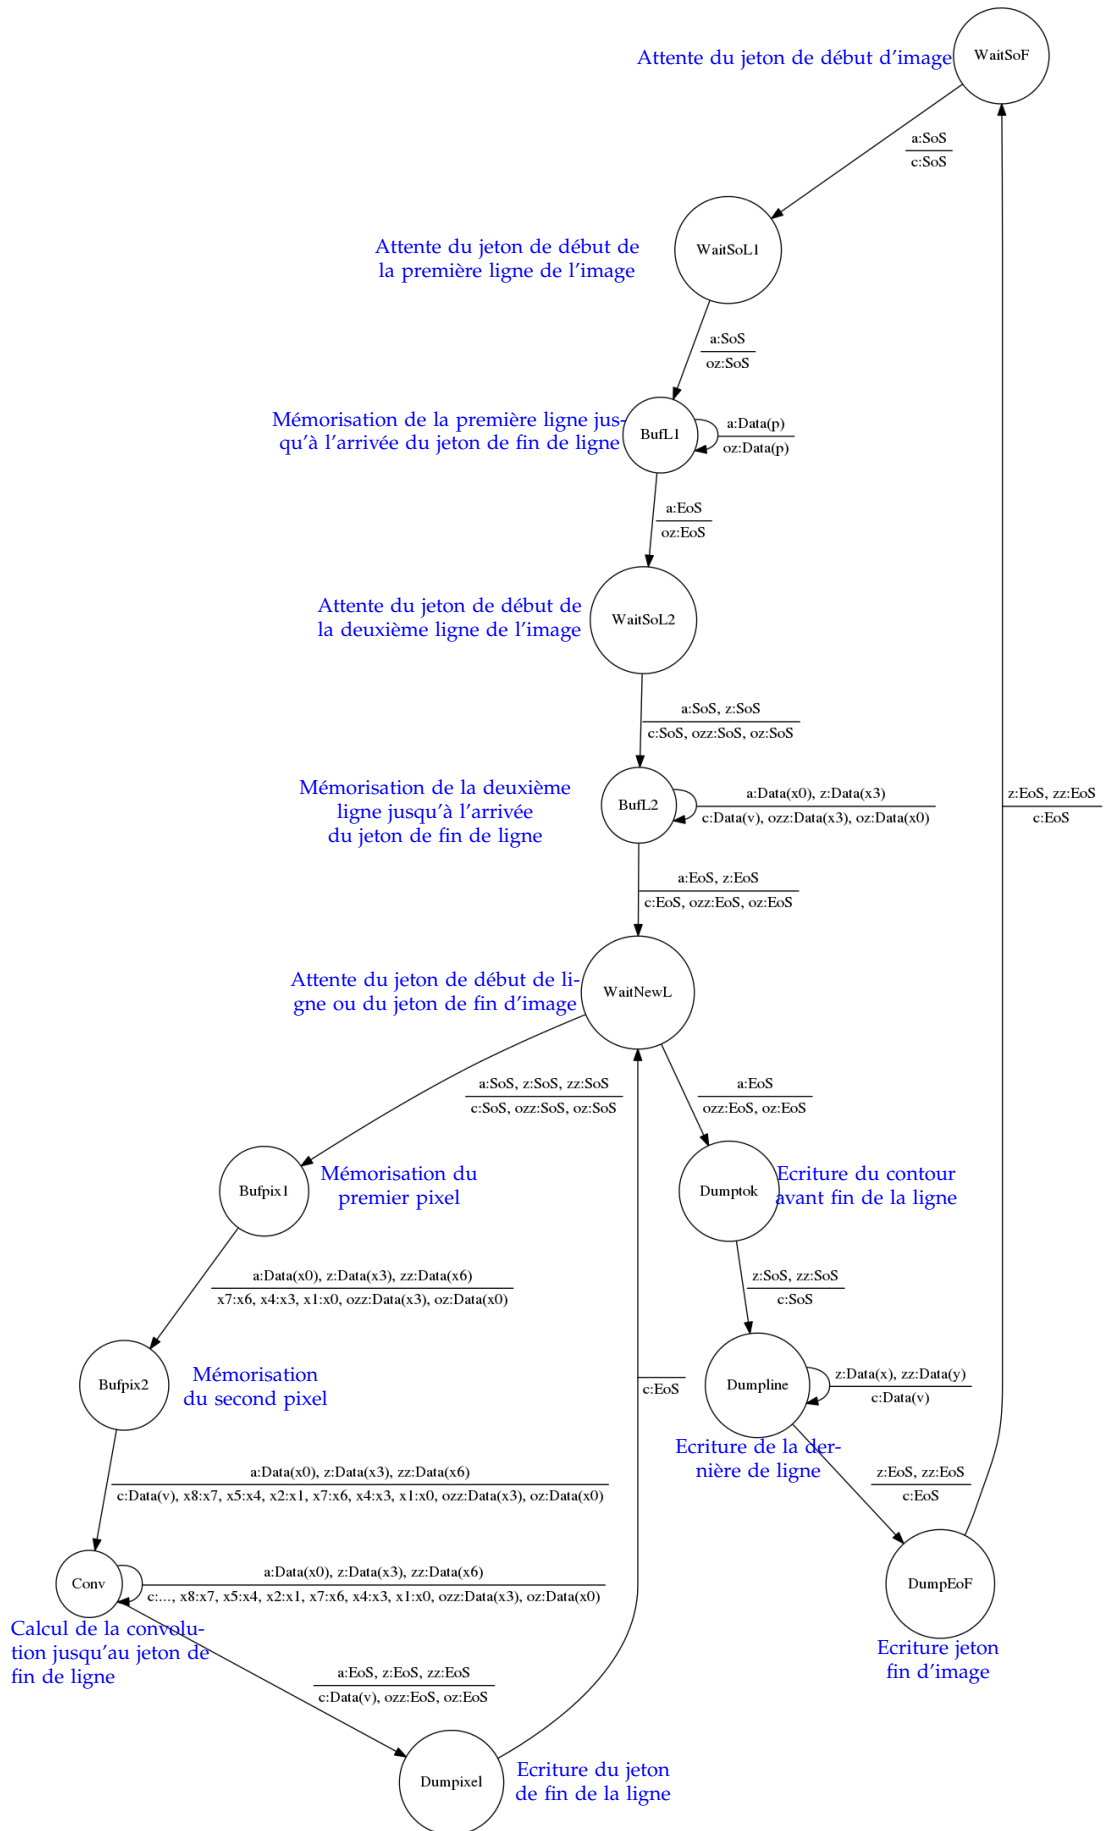 Attente du jeton de début d'image
WaitSoF
a:SoS
c:SoS
Attente du jeton de début de
la première ligne de l'image
WaitSoL1
a:SoS
oz:SoS
Mémorisation de la première ligne jus-
qu'à l'arrivée du jeton de fin de ligne
BufL1
a:Data(p)
oz:Data(p)
a:EoS
oz:EoS
Attente du jeton de début de
la deuxième ligne de l'image
WaitSoL2
a:SoS, z:SoS
c:SoS, ozz:SoS, oz:SoS
Mémorisation de la deuxième
ligne jusqu'à l'arrivée
du jeton de fin de ligne
BufL2
a:Data(x0), z:Data(x3)
c:Data(v), ozz:Data(x3), oz:Data(x0)
z:EoS, zz:EoS
c:EoS
a:EoS, z:EoS
c:EoS, ozz:EoS, oz:EoS
Attente du jeton de début de li-
gne ou du jeton de fin d'image
WaitNewL
a:SoS, z:SoS, zz:SoS
c:SoS, ozz:SoS, oz:SoS
a:EoS
ozz:EoS, oz:EoS
Bufpix1
Mémorisation du
premier pixel
Dumptok
Ecriture du contour
avant fin de la ligne
a:Data(x0), z:Data(x3), zz:Data(x6)
x7:x6, x4:x3, x1:x0, ozz:Data(x3), oz:Data(x0)
z:SoS, zz:SoS
c:SoS
Bufpix2
Mémorisation
du second pixel
c:EoS
Dumpline
z:Data(x), zz:Data(y)
c:Data(v)
Ecriture de la der-
nière de ligne
a:Data(x0), z:Data(x3), zz:Data(x6)
c:Data(v), x8:x7, x5:x4, x2:x1, x7:x6, x4:x3, x1:x0, ozz:Data(x3), oz:Data(x0)
z:EoS, zz:EoS
c:EoS
Conv
a:Data(x0), z:Data(x3), zz:Data(x6)
c:..., x8:x7, x5:x4, x2:x1, x7:x6, x4:x3, x1:x0, ozz:Data(x3), oz:Data(x0)
DumpEoF
Calcul de la convolu-
tion jusqu'au jeton de
fin de ligne
Ecriture jeton
fin d'image
a:EoS, z:EoS, zz:EoS
c:Data(v), ozz:EoS, oz:EoS
Dumpixel
Ecriture du jeton
de fin de la ligne